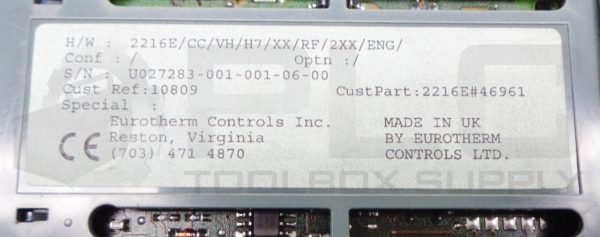 H/W : 2216E/CC/VH/H7/XX/RF/2XX/ENG/
Conf : / Optn :/
S/N : U027283-001-001-06-00
Cust Ref:10809 CustPart:2216E#46961
Special :
Eurotherm Controls Inc. MADE IN UK
Reston, Virginia BY EUROTHERM
(703) 471 4870 CONTROLS LTD.
CE
PLC
TOOLBOX SUPPLY